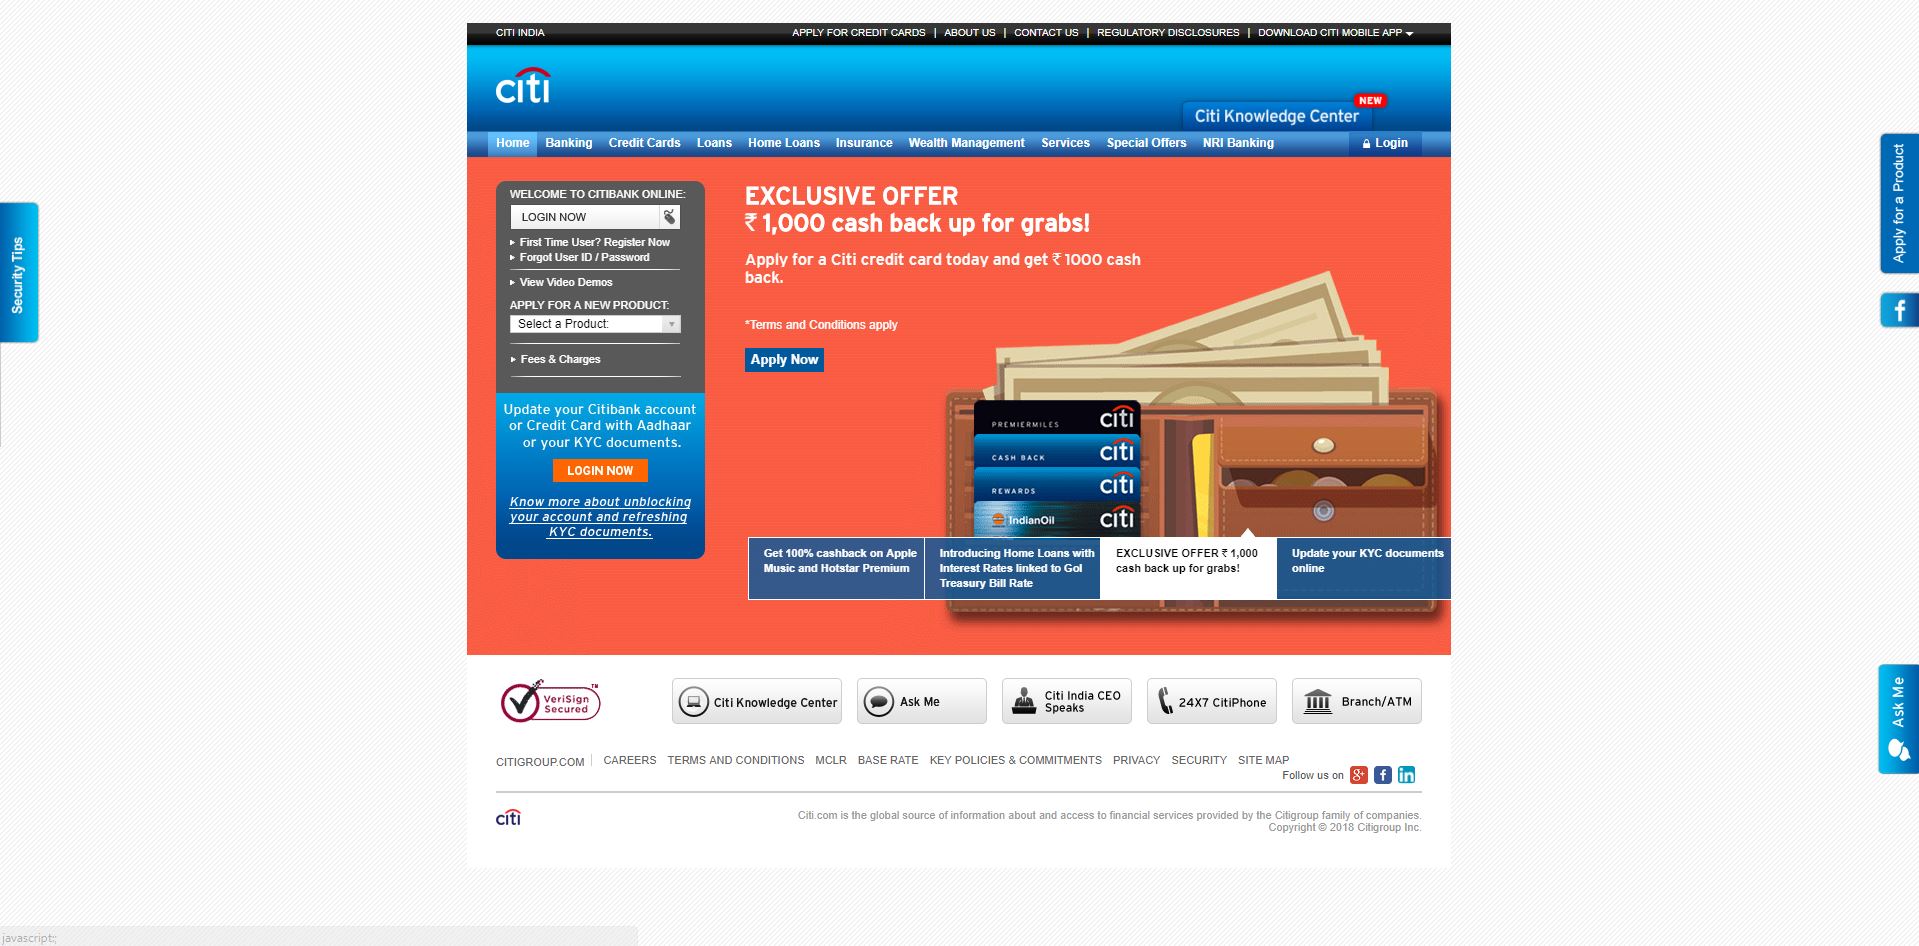 CITI INDIA
APPLY FOR CREDIT CARDS | ABOUT US | CONTACT US | REGULATORY DISCLOSURES | DOWNLOAD CITI MOBILE APP
citi
NEW
Citi Knowledge Center
Home Banking Credit Cards Loans Home Loans Insurance Wealth Management Services Special Offers NRI Banking Login
Security Tips
WELCOME TO CITIBANK ONLINE:
LOGIN NOW
First Time User? Register Now
Forgot User ID / Password
View Video Demos
APPLY FOR A NEW PRODUCT:
Select a Product:
Fees & Charges
Update your Citibank account
or Credit Card with Aadhaar
or your KYC documents.
LOGIN NOW
Know more about unblocking
your account and refreshing
KYC documents.
EXCLUSIVE OFFER
₹ 1,000 cash back up for grabs!
Apply for a Citi credit card today and get ₹ 1000 cash
back.
*Terms and Conditions apply
Apply Now
PREMIERMILES citi
CASH BACK citi
REWARDS citi
IndianOil citi
Get 100% cashback on Apple
Music and Hotstar Premium
Introducing Home Loans with
Interest Rates linked to GoI
Treasury Bill Rate
EXCLUSIVE OFFER ₹ 1,000
cash back up for grabs!
Update your KYC documents
online
Apply for a Product
f
Ask Me
VeriSign™
Secured
Citi Knowledge Center
Ask Me
Citi India CEO
Speaks
24X7 CitiPhone
Branch/ATM
CITIGROUP.COM CAREERS TERMS AND CONDITIONS MCLR BASE RATE KEY POLICIES & COMMITMENTS PRIVACY SECURITY SITE MAP
Follow us on g+ f in
citi
Citi.com is the global source of information about and access to financial services provided by the Citigroup family of companies.
Copyright © 2018 Citigroup Inc.
javascript:;